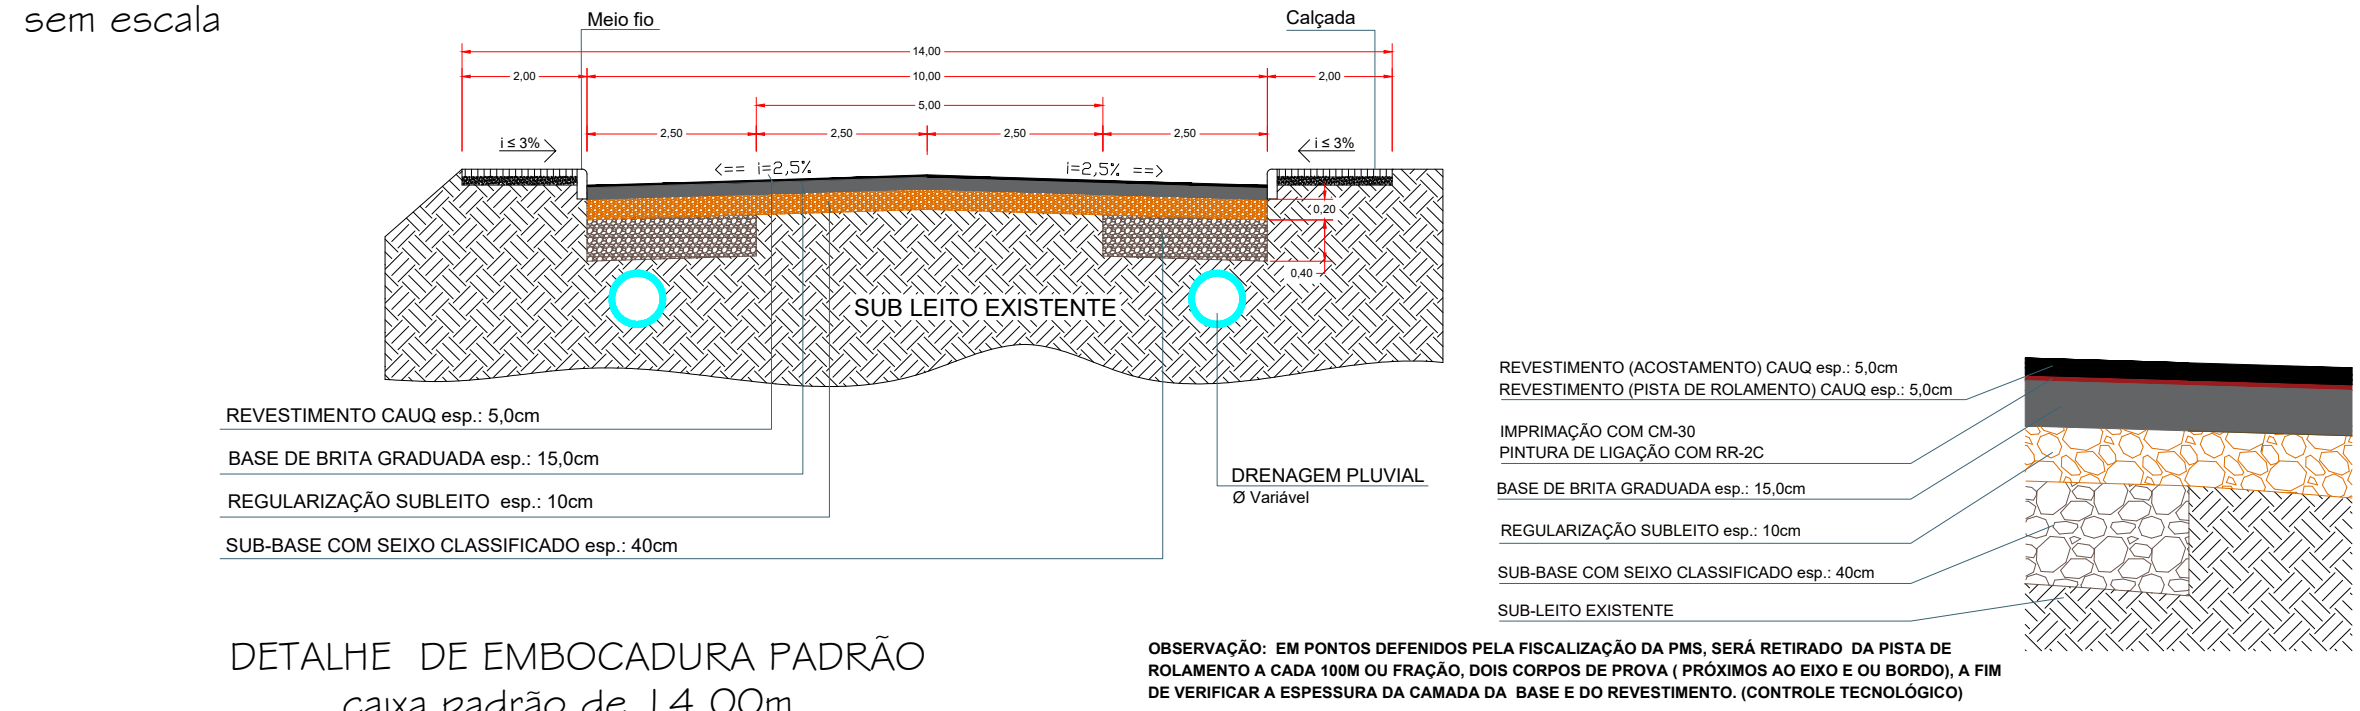 sem escala
Meio fio
Calçada
14,00
2,00
10,00
2,00
5,00
2,50
2,50
2,50
2,50
i ≤ 3%
<== i=2,5%
i=2,5% ==>
i ≤ 3%
0,20
0,40
SUB LEITO EXISTENTE
REVESTIMENTO CAUQ esp.: 5,0cm
BASE DE BRITA GRADUADA esp.: 15,0cm
REGULARIZAÇÃO SUBLEITO esp.: 10cm
SUB-BASE COM SEIXO CLASSIFICADO esp.: 40cm
DRENAGEM PLUVIAL
Ø Variável
REVESTIMENTO (ACOSTAMENTO) CAUQ esp.: 5,0cm
REVESTIMENTO (PISTA DE ROLAMENTO) CAUQ esp.: 5,0cm
IMPRIMAÇÃO COM CM-30
PINTURA DE LIGAÇÃO COM RR-2C
BASE DE BRITA GRADUADA esp.: 15,0cm
REGULARIZAÇÃO SUBLEITO esp.: 10cm
SUB-BASE COM SEIXO CLASSIFICADO esp.: 40cm
SUB-LEITO EXISTENTE
DETALHE DE EMBOCADURA PADRÃO
caixa padrão de 14,00m
OBSERVAÇÃO: EM PONTOS DEFENIDOS PELA FISCALIZAÇÃO DA PMS, SERÁ RETIRADO DA PISTA DE
ROLAMENTO A CADA 100M OU FRAÇÃO, DOIS CORPOS DE PROVA ( PRÓXIMOS AO EIXO E OU BORDO), A FIM
DE VERIFICAR A ESPESSURA DA CAMADA DA BASE E DO REVESTIMENTO. (CONTROLE TECNOLÓGICO)